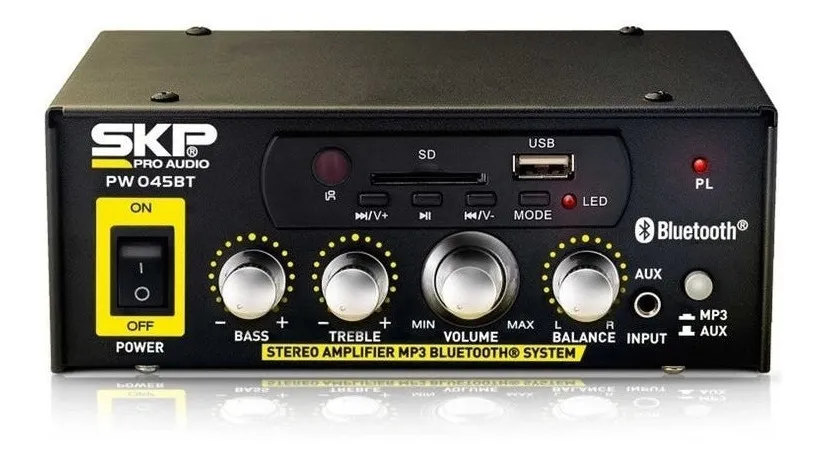 SKP®
PRO AUDIO
PW 045BT
ON
I
O
OFF
POWER
SD
USB
⏭/V+
⏯
⏮/V-
MODE
LED
PL
Bluetooth®
- BASS +
- TREBLE +
MIN VOLUME MAX
L BALANCE R
AUX
INPUT
MP3
AUX
STEREO AMPLIFIER MP3 BLUETOOTH® SYSTEM